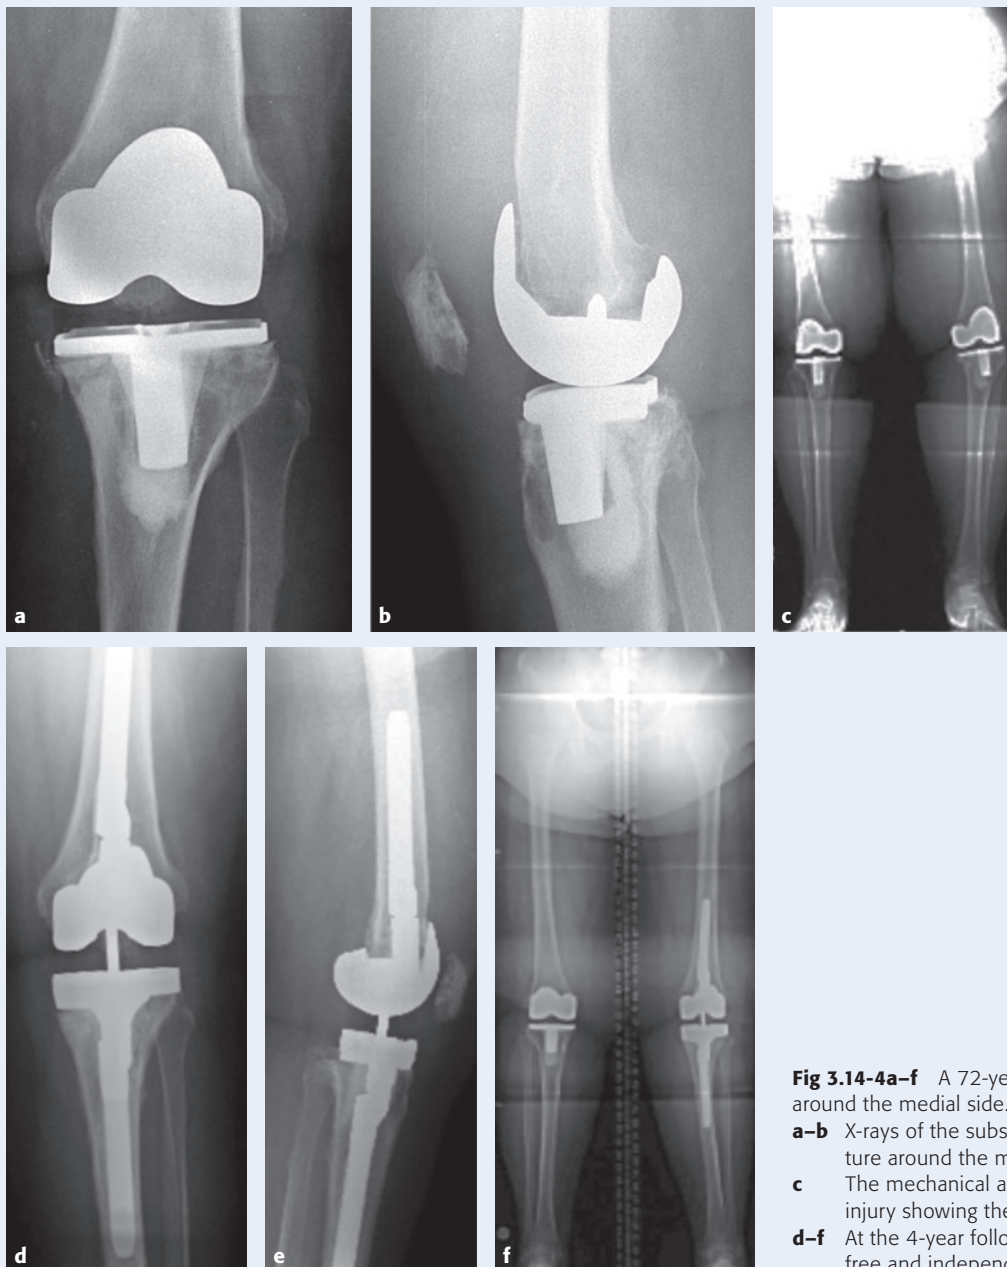 a
b
c
d
e
f
Fig 3.14-4a–f A 72-ye
around the medial side.
a–b X-rays of the subs
ture around the m
c The mechanical a
injury showing the
d–f At the 4-year follo
free and independ